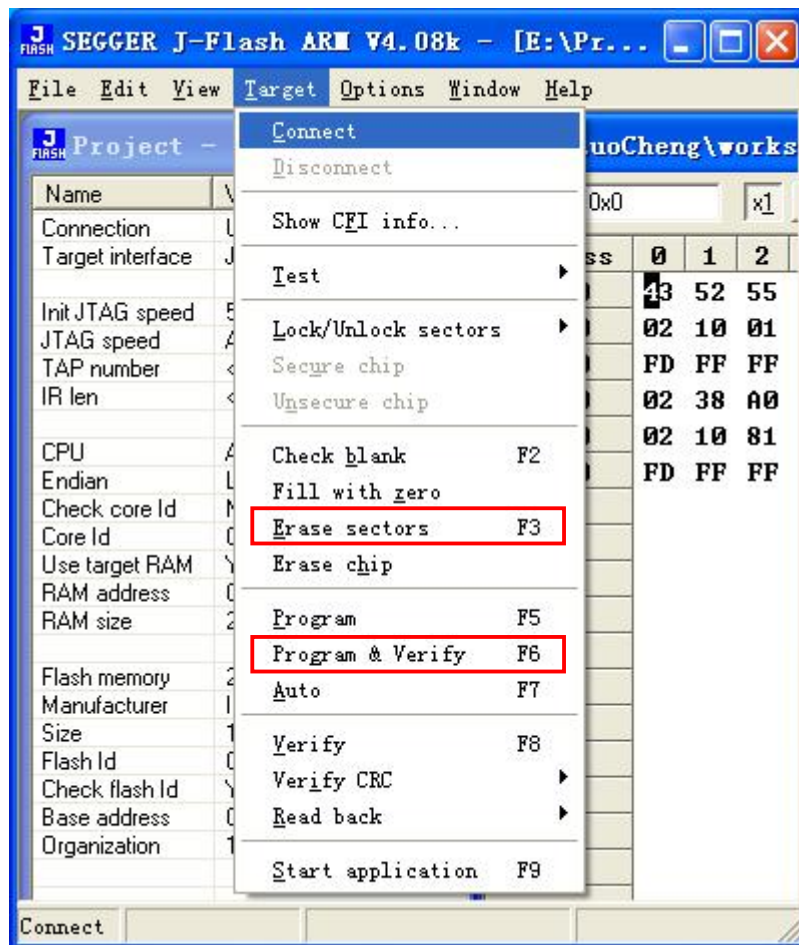 SEGGER J-Flash ARM V4.08k - [E:\Pr...
File Edit View Target Options Window Help
Project -
uoCheng\works
Name
Connection
Target interface
Init JTAG speed
JTAG speed
TAP number
IR len
CPU
Endian
Check core Id
Core Id
Use target RAM
RAM address
RAM size
Flash memory
Manufacturer
Size
Flash Id
Check flash Id
Base address
Organization
Connect
Disconnect
Show CFI info...
Test
Lock/Unlock sectors
Secure chip
Unsecure chip
Check blank F2
Fill with zero
Erase sectors F3
Erase chip
Program F5
Program & Verify F6
Auto F7
Verify F8
Verify CRC
Read back
Start application F9
0x0 x1
ss 0 1 2
43 52 55
02 10 01
FD FF FF
02 38 A0
02 10 81
FD FF FF
Connect